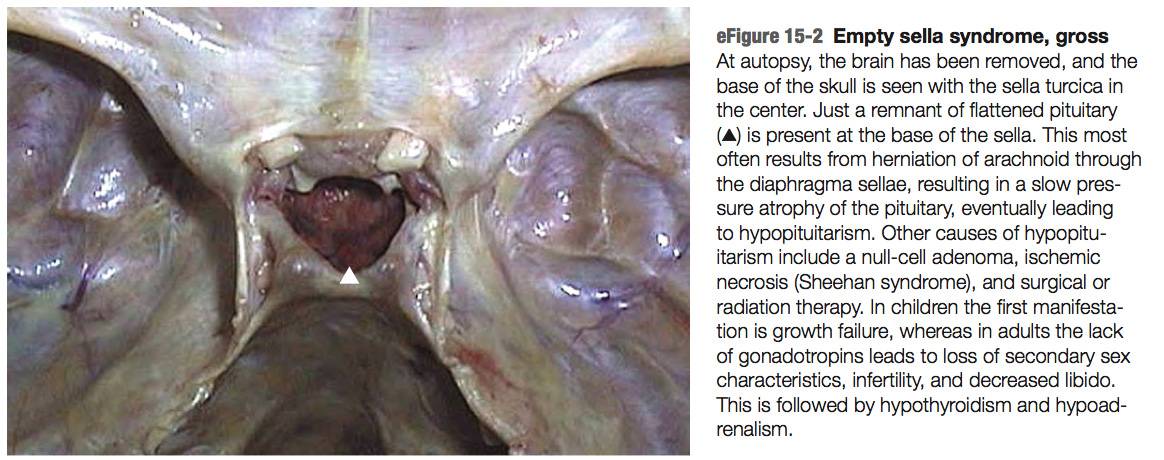 eFigure 15-2 Empty sella syndrome, gross
At autopsy, the brain has been removed, and the
base of the skull is seen with the sella turcica in
the center. Just a remnant of flattened pituitary
(▲) is present at the base of the sella. This most
often results from herniation of arachnoid through
the diaphragma sellae, resulting in a slow pres-
sure atrophy of the pituitary, eventually leading
to hypopituitarism. Other causes of hypopitu-
itarism include a null-cell adenoma, ischemic
necrosis (Sheehan syndrome), and surgical or
radiation therapy. In children the first manifesta-
tion is growth failure, whereas in adults the lack
of gonadotropins leads to loss of secondary sex
characteristics, infertility, and decreased libido.
This is followed by hypothyroidism and hypoad-
renalism.